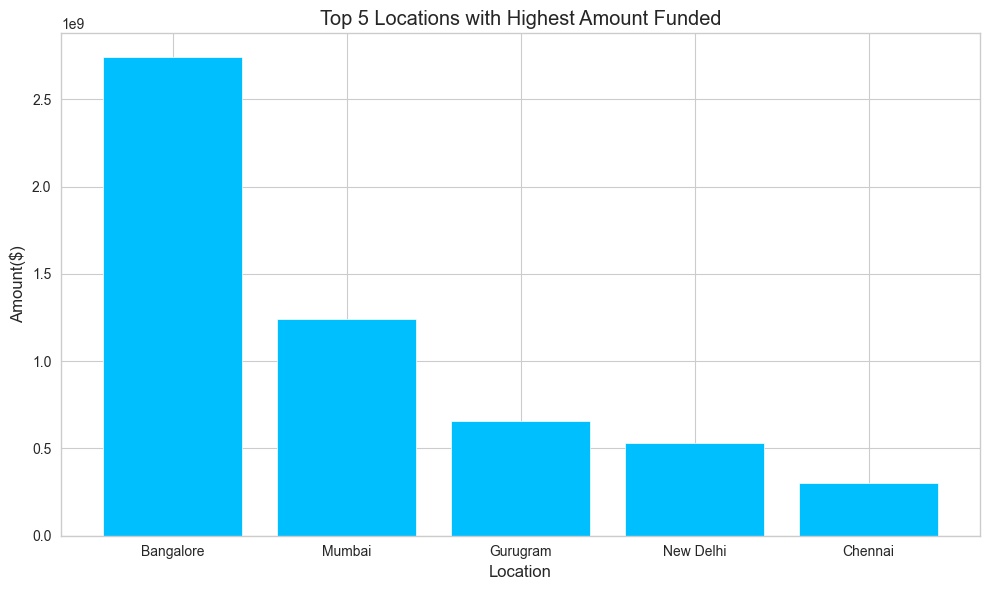 Top 5 Locations with Highest Amount Funded
1e9
2.5
2.0
1.5
1.0
0.5
0.0
Amount($)
Bangalore Mumbai Gurugram New Delhi Chennai
Location